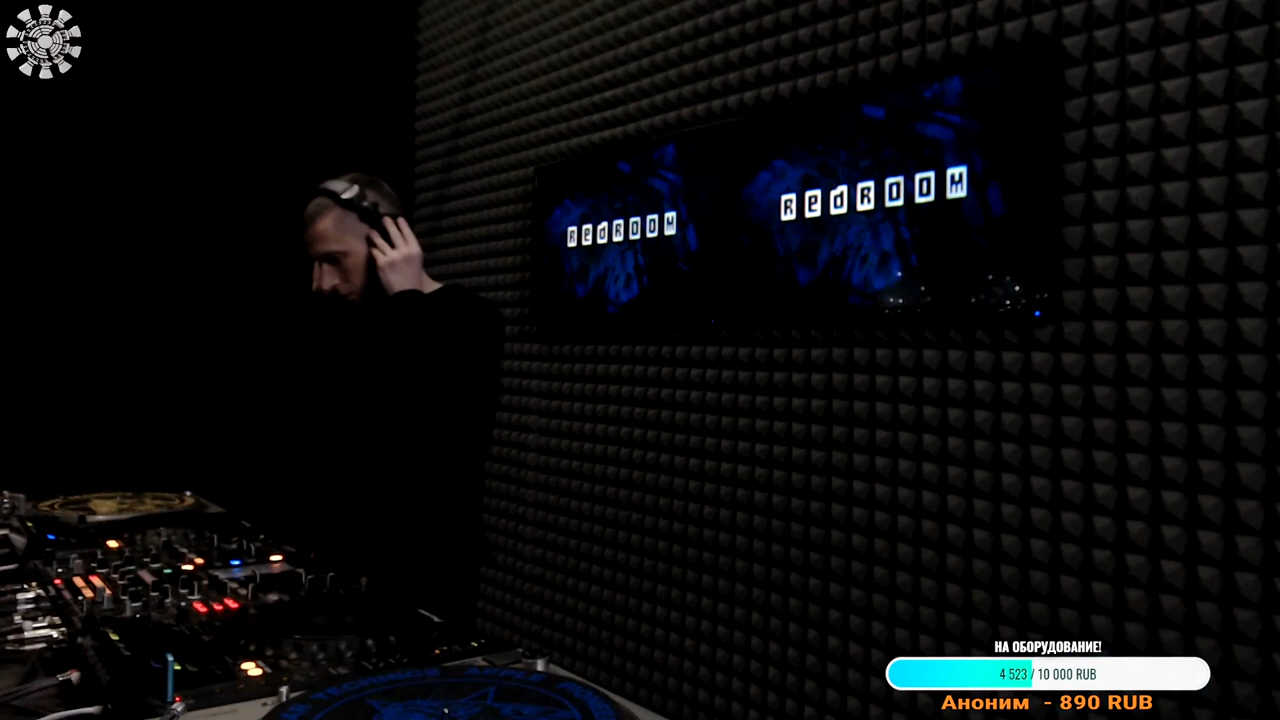 RedROOM
RedROOM
НА ОБОРУДОВАНИЕ!
4 523 / 10 000 RUB
Аноним - 890 RUB